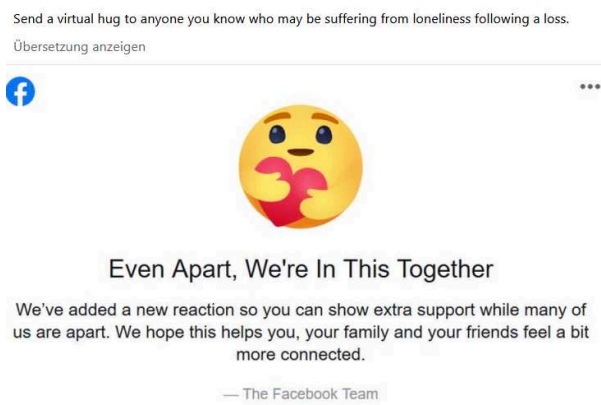 Send a virtual hug to anyone you know who may be suffering from loneliness following a loss.
Übersetzung anzeigen
Even Apart, We're In This Together
We’ve added a new reaction so you can show extra support while many of
us are apart. We hope this helps you, your family and your friends feel a bit
more connected.
— The Facebook Team